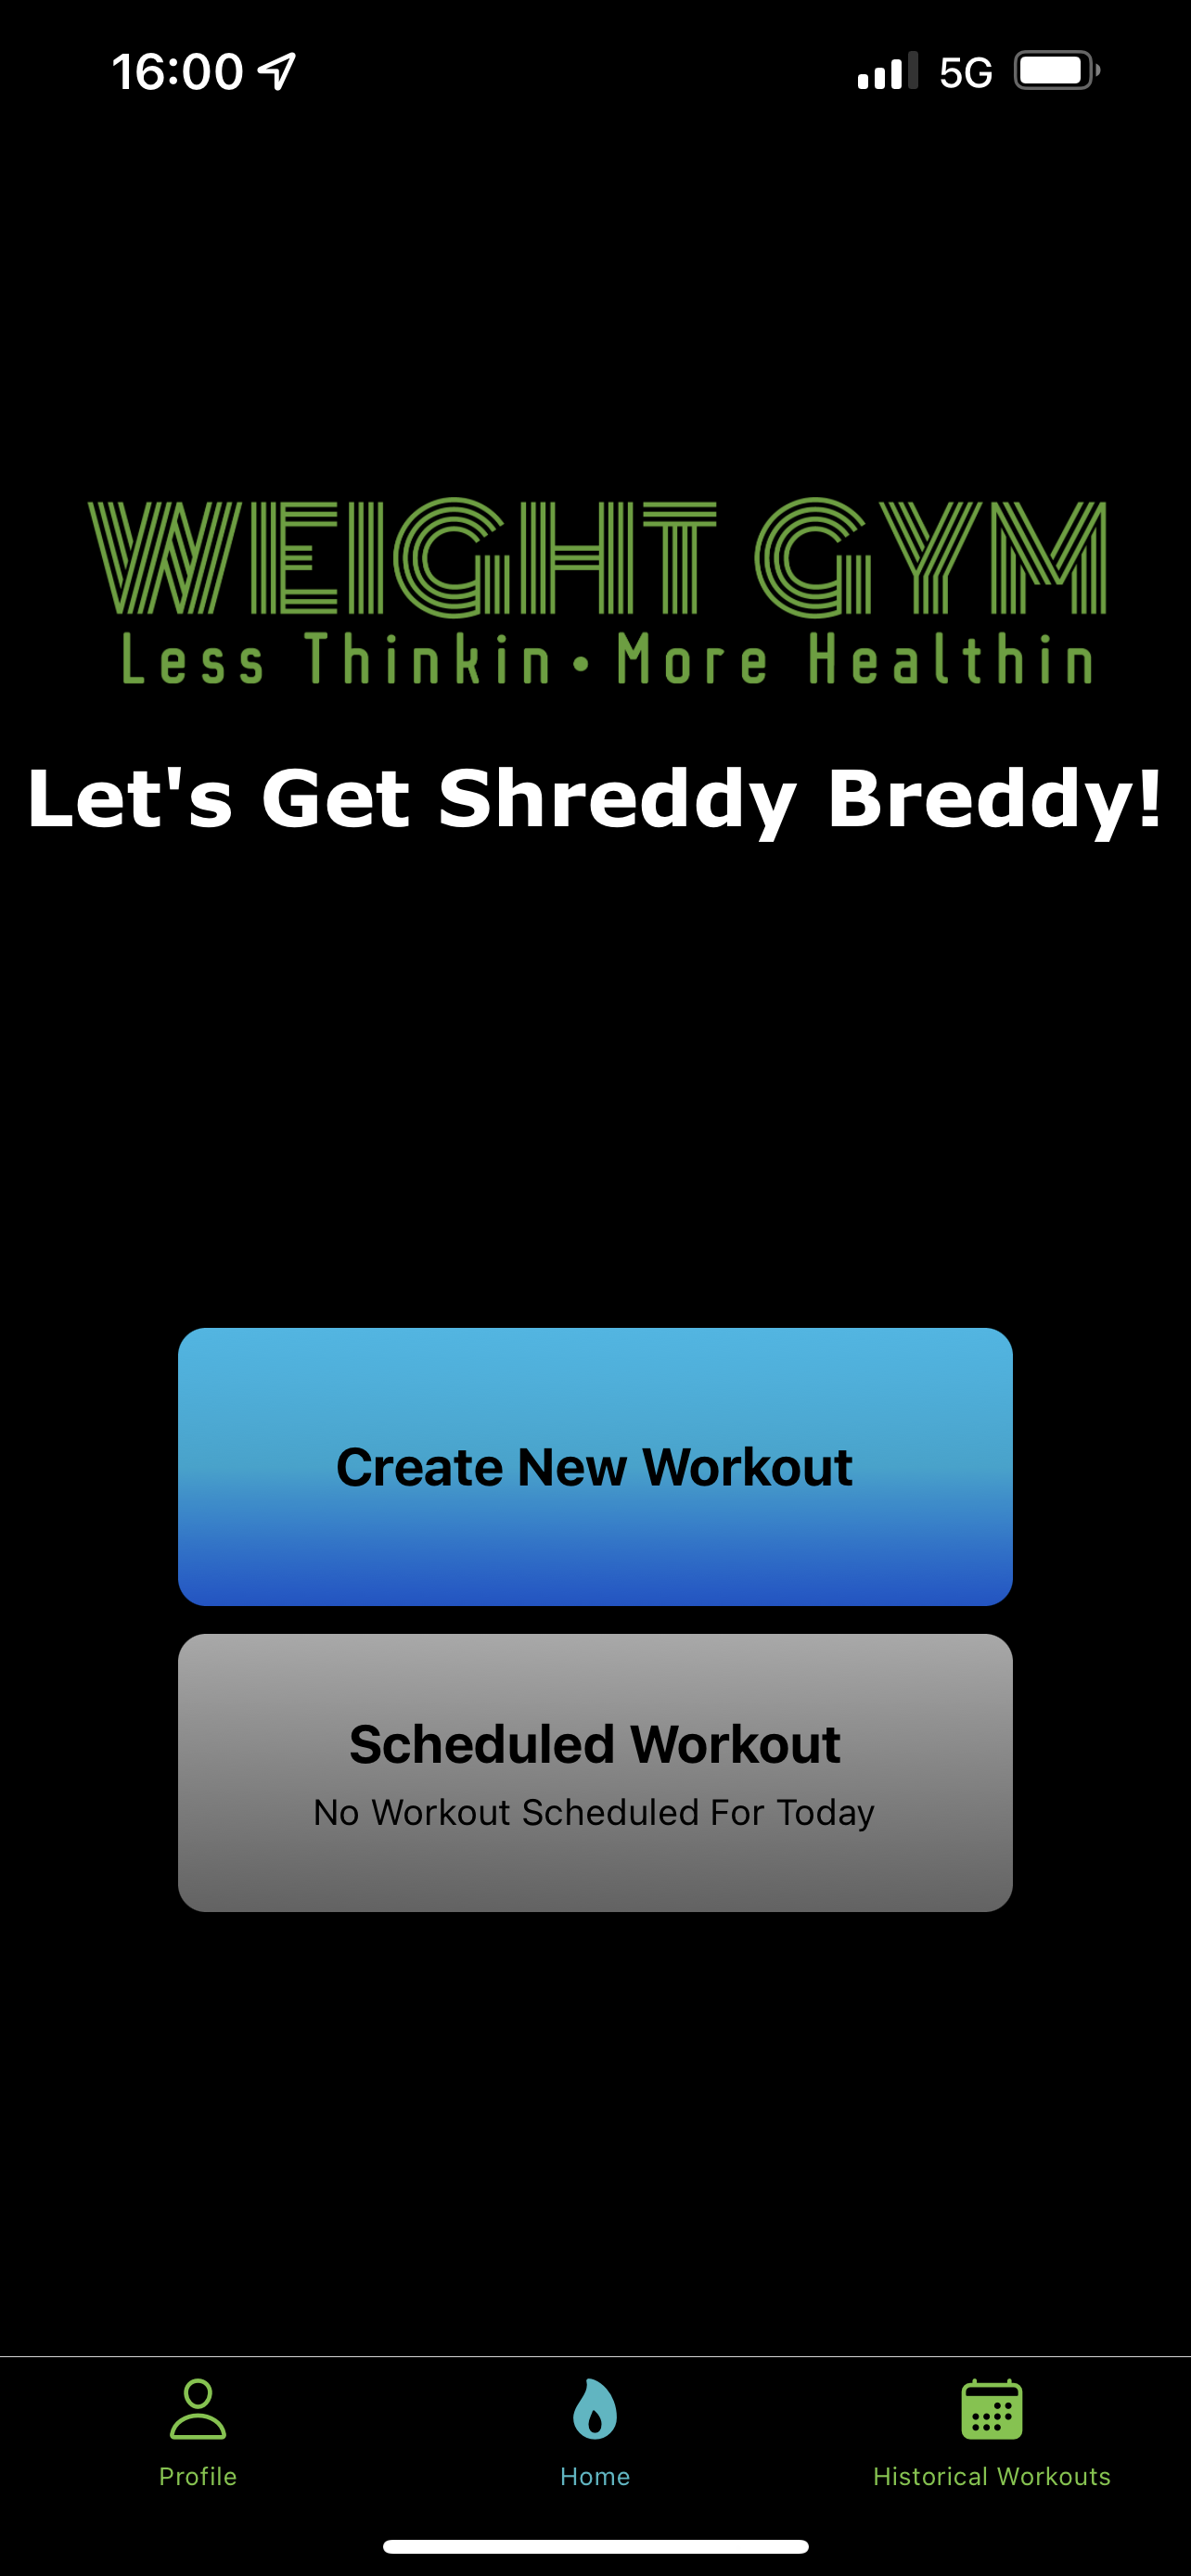 16:00 5G
WEIGHT GYM
Less Thinkin • More Healthin
Let's Get Shreddy Breddy!
Create New Workout
Scheduled Workout
No Workout Scheduled For Today
Profile Home Historical Workouts